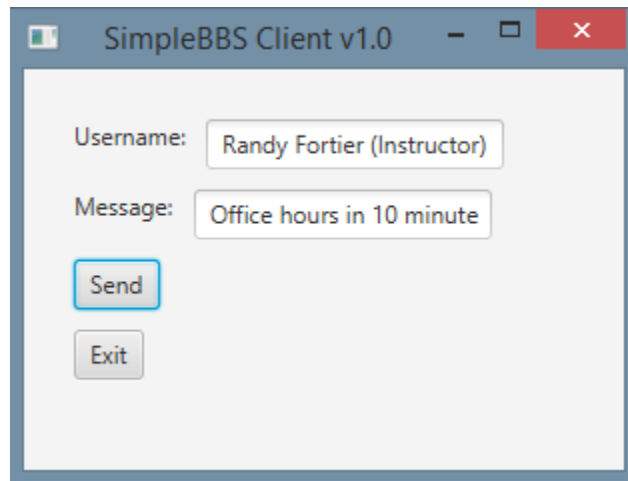 SimpleBBS Client v1.0
Username: Randy Fortier (Instructor)
Message: Office hours in 10 minute
Send
Exit